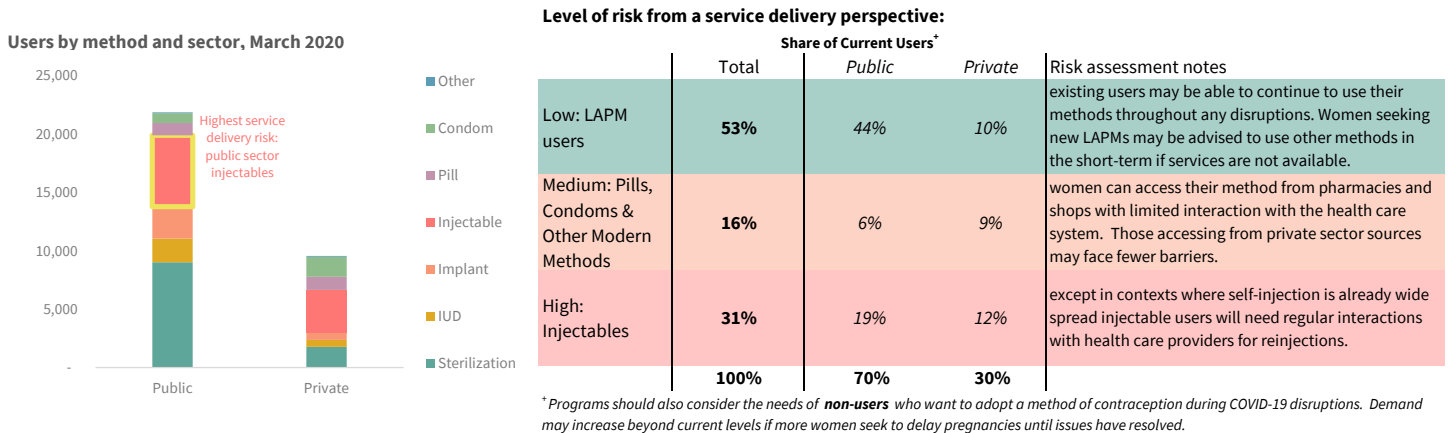 Level of risk from a service delivery perspective:
Users by method and sector, March 2020
25,000
20,000
15,000
10,000
5,000
-
Highest service
delivery risk:
public sector
injectables
Public
Private
Other
Condom
Pill
Injectable
Implant
IUD
Sterilization
Share of Current Users+
Total Public Private Risk assessment notes
Low: LAPM
users
53% 44% 10%
existing users may be able to continue to use their
methods throughout any disruptions. Women seeking
new LAPMs may be advised to use other methods in
the short-term if services are not available.
Medium: Pills,
Condoms &
Other Modern
Methods
16% 6% 9%
women can access their method from pharmacies and
shops with limited interaction with the health care
system. Those accessing from private sector sources
may face fewer barriers.
High:
Injectables
31% 19% 12%
except in contexts where self-injection is already wide
spread injectable users will need regular interactions
with health care providers for reinjections.
100% 70% 30%
+Programs should also consider the needs of non-users who want to adopt a method of contraception during COVID-19 disruptions. Demand
may increase beyond current levels if more women seek to delay pregnancies until issues have resolved.